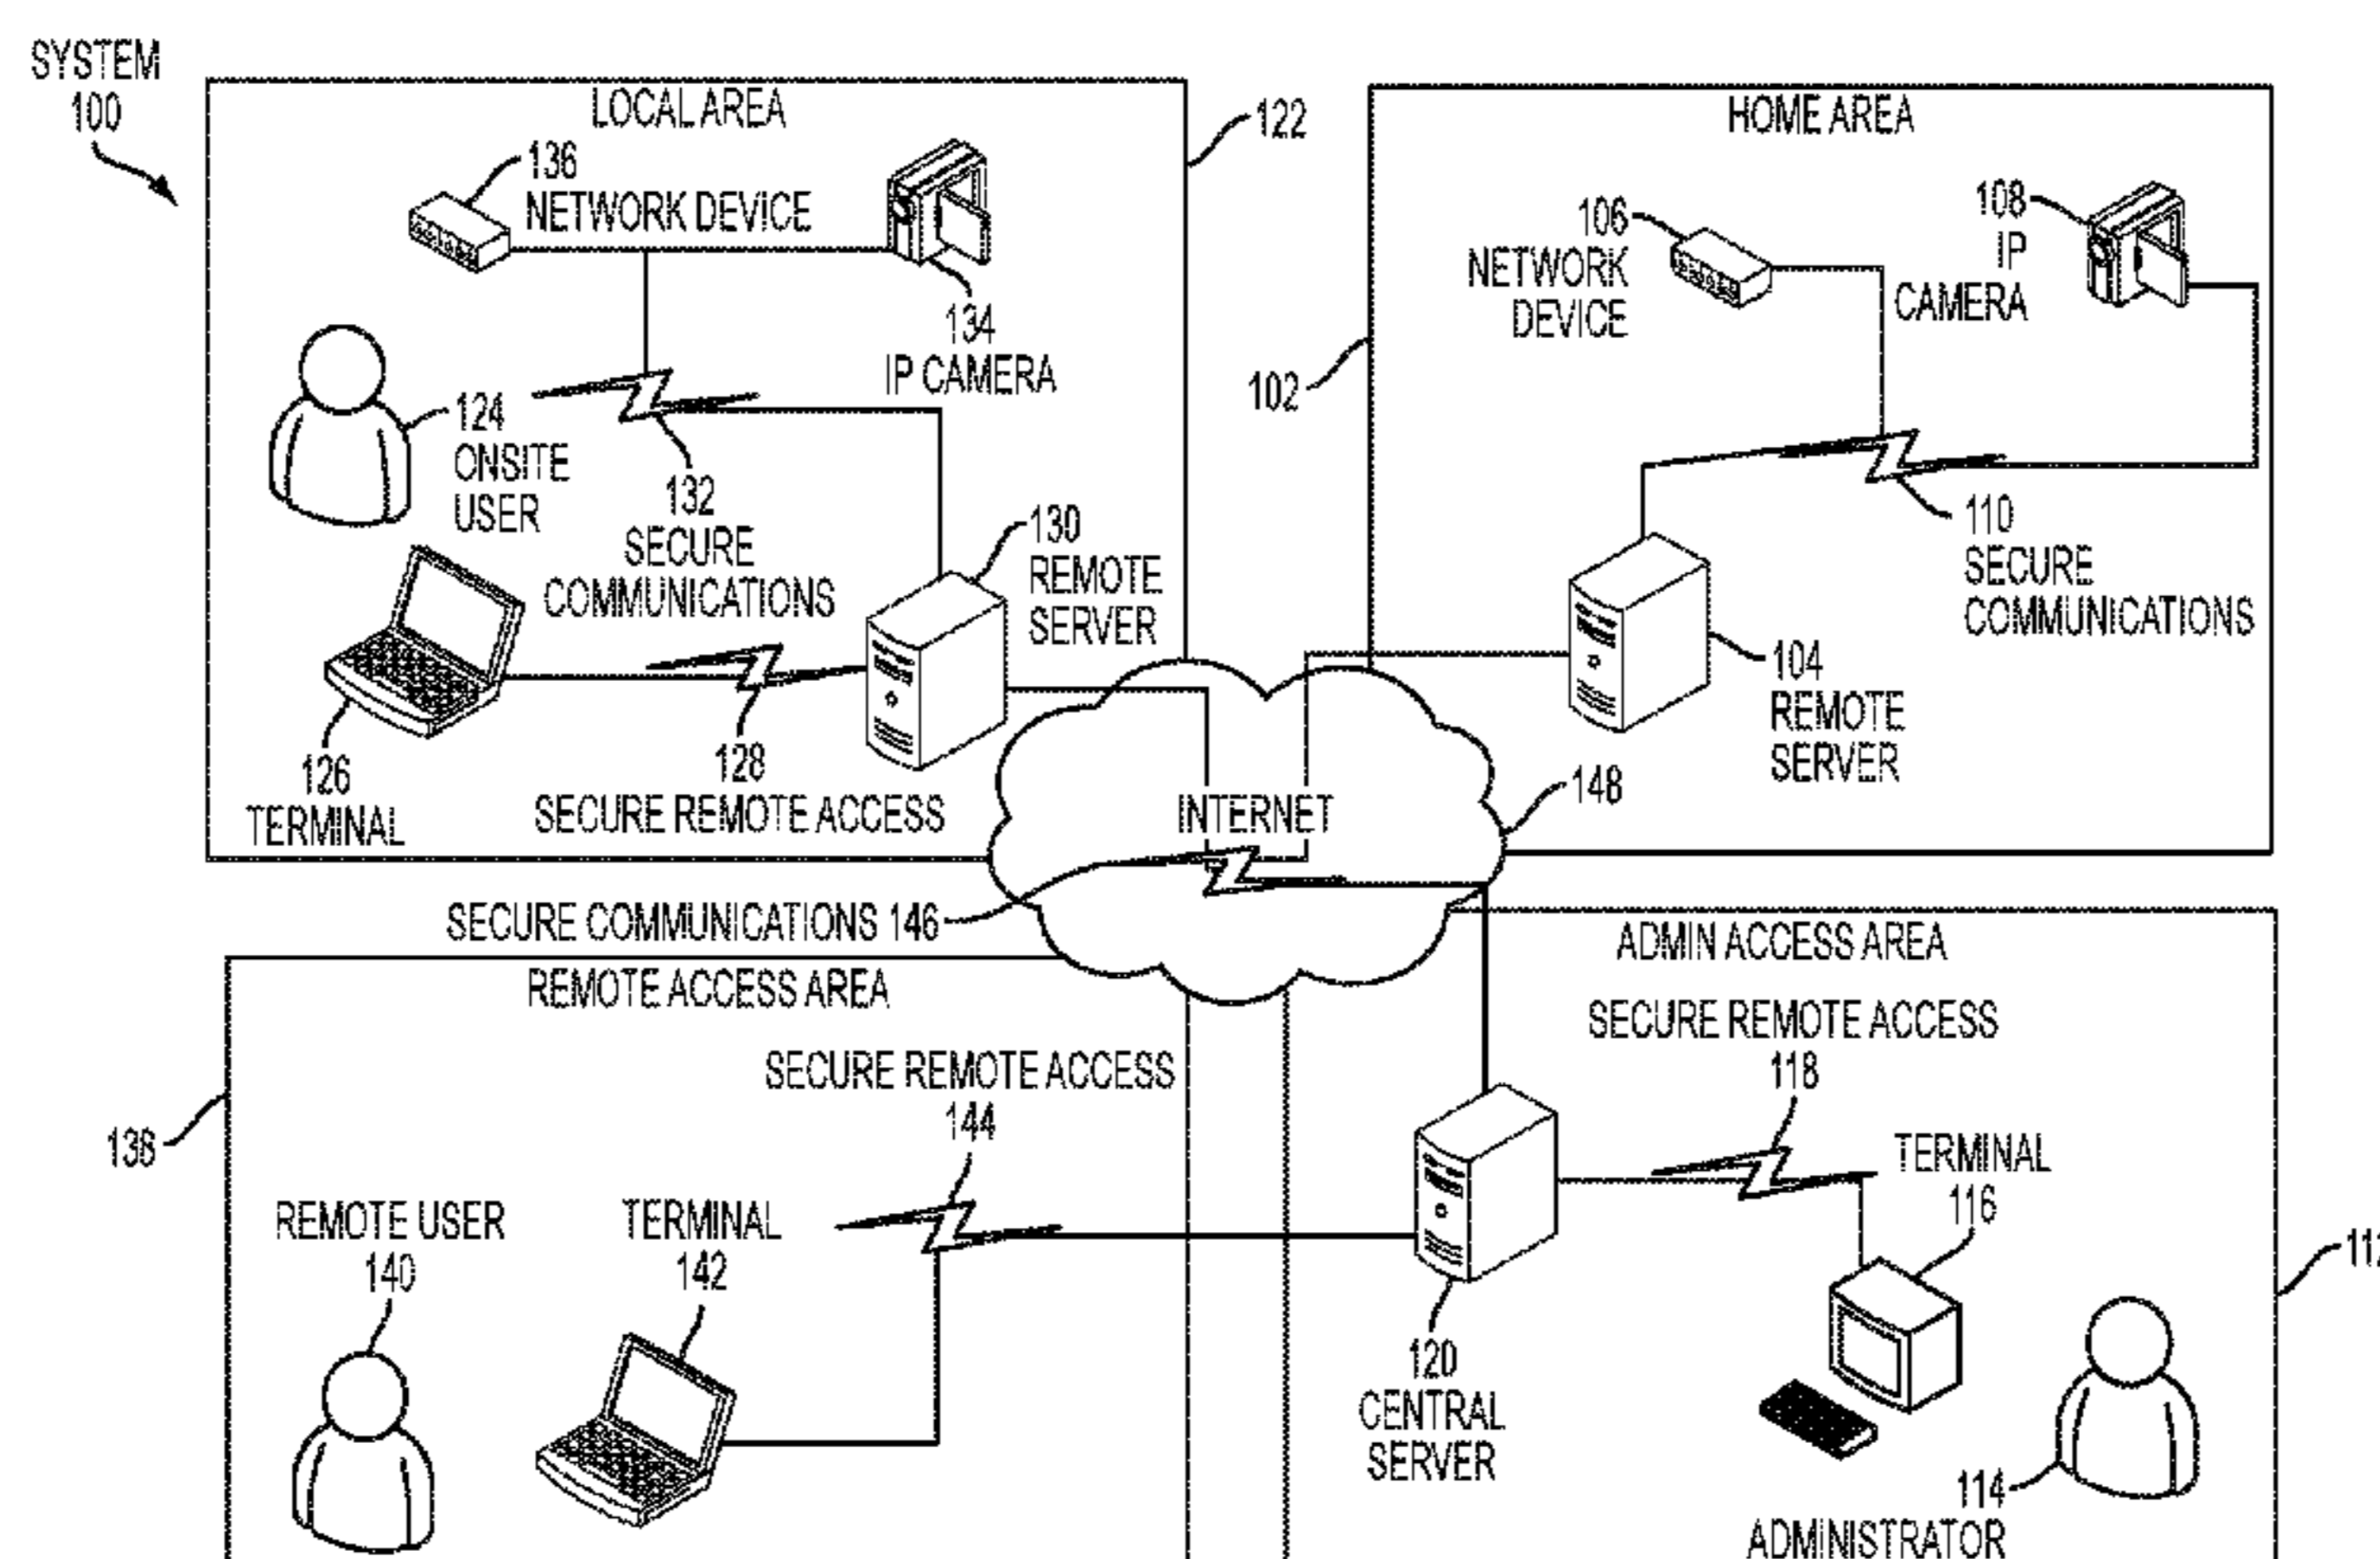 SYSTEM
100
LOCAL AREA
122
136
NETWORK DEVICE
134
IP CAMERA
124
ONSITE
USER
132
SECURE
COMMUNICATIONS
130
REMOTE
SERVER
126
TERMINAL
128
SECURE REMOTE ACCESS
HOME AREA
102
106
NETWORK
DEVICE
108
IP
CAMERA
110
SECURE
COMMUNICATIONS
104
REMOTE
SERVER
INTERNET
148
SECURE COMMUNICATIONS 146
REMOTE ACCESS AREA
SECURE REMOTE ACCESS
144
138
REMOTE USER
140
TERMINAL
142
ADMIN ACCESS AREA
SECURE REMOTE ACCESS
118
TERMINAL
116
120
CENTRAL
SERVER
114
ADMINISTRATOR